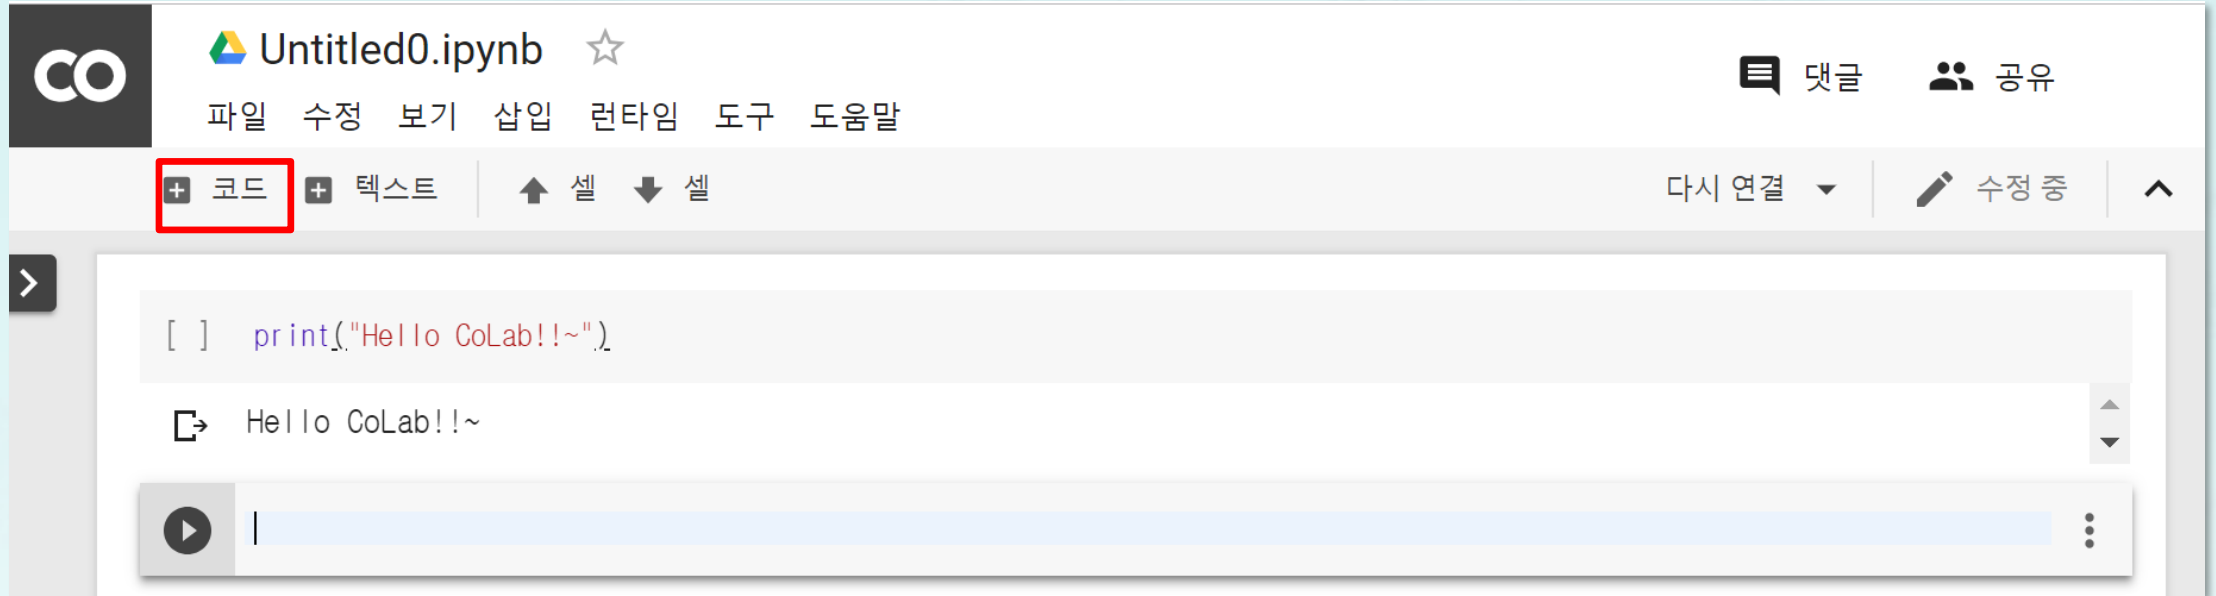 CO
Untitled0.ipynb
댓글 공유
파일 수정 보기 삽입 런타임 도구 도움말
코드 텍스트 셀 셀 다시 연결 수정 중
[ ] print("Hello CoLab!!~")
Hello CoLab!!~